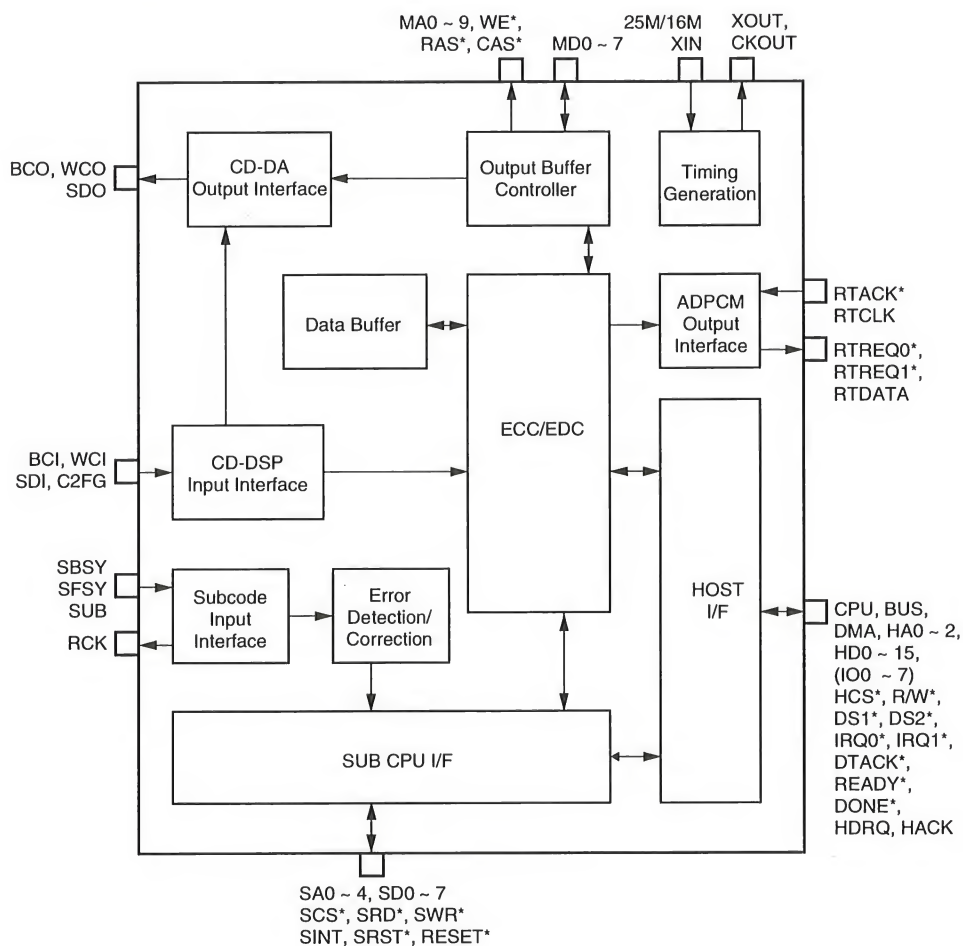 MA0 ~ 9, WE*,
RAS*, CAS*
MD0 ~ 7
25M/16M
XIN
XOUT,
CKOUT
BCO, WCO
SDO
CD-DA
Output Interface
Output Buffer
Controller
Timing
Generation
Data Buffer
ADPCM
Output
Interface
RTACK*
RTCLK
RTREQ0*,
RTREQ1*,
RTDATA
ECC/EDC
BCI, WCI
SDI, C2FG
CD-DSP
Input Interface
SBSY
SFSY
SUB
RCK
Subcode
Input
Interface
Error
Detection/
Correction
HOST
I/F
CPU, BUS,
DMA, HA0 ~ 2,
HD0 ~ 15,
(IO0 ~ 7)
HCS*, R/W*,
DS1*, DS2*,
IRQ0*, IRQ1*,
DTACK*,
READY*,
DONE*,
HDRQ, HACK
SUB CPU I/F
SA0 ~ 4, SD0 ~ 7
SCS*, SRD*, SWR*
SINT, SRST*, RESET*